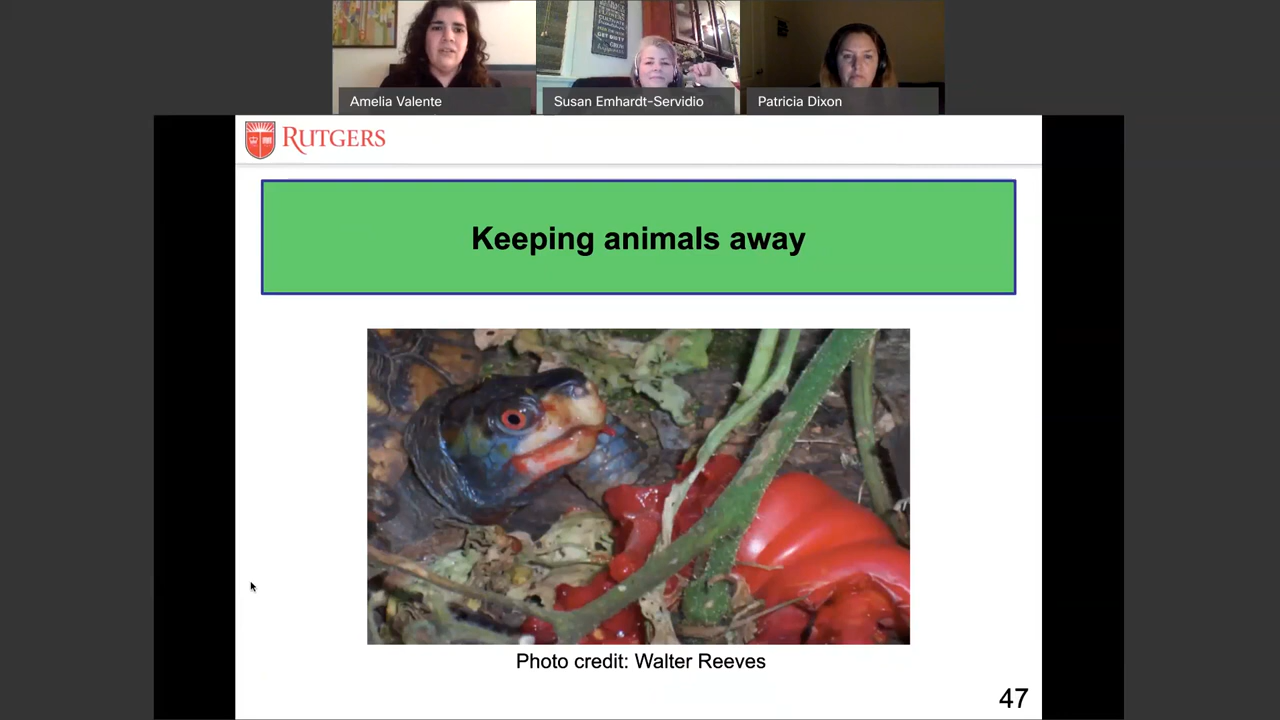 Amelia Valente
Susan Emhardt-Servidio
Patricia Dixon
RUTGERS
Keeping animals away
Photo credit: Walter Reeves
47